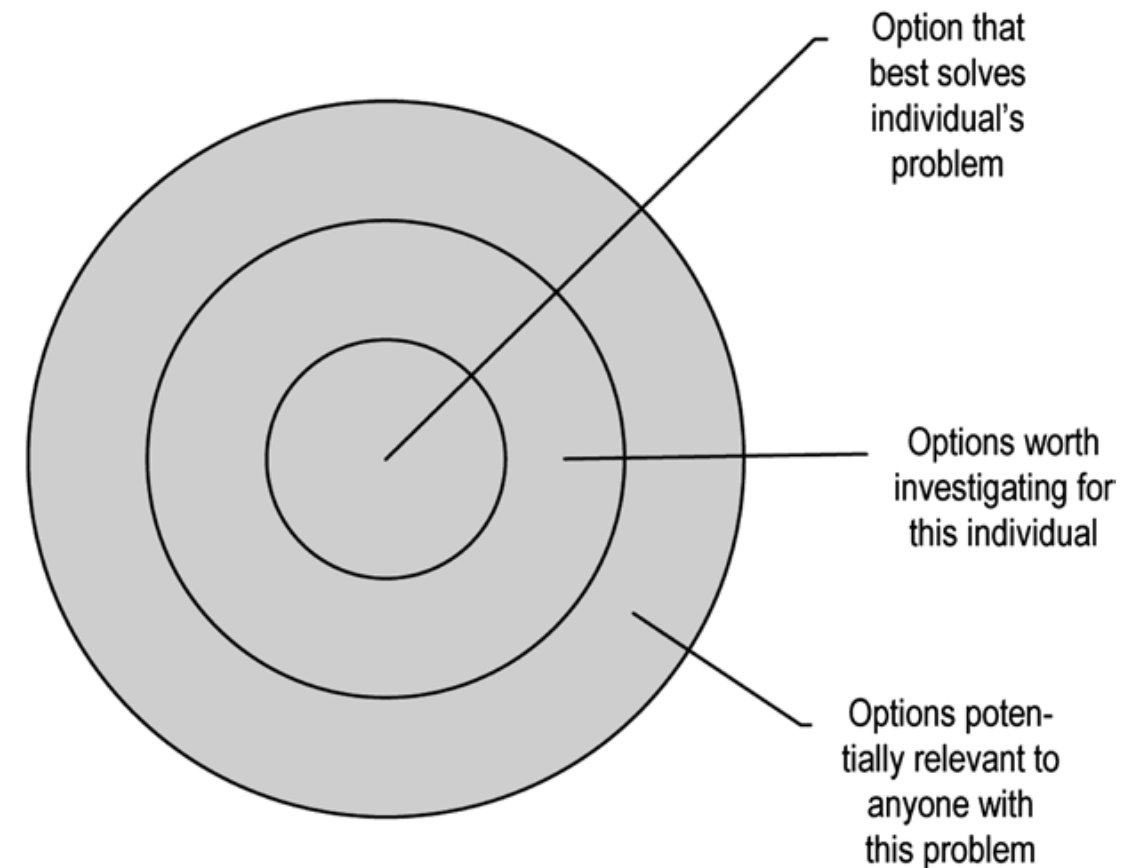 Option that
best solves
individual’s
problem
Options worth
investigating for
this individual
Options poten-
tially relevant to
anyone with
this problem